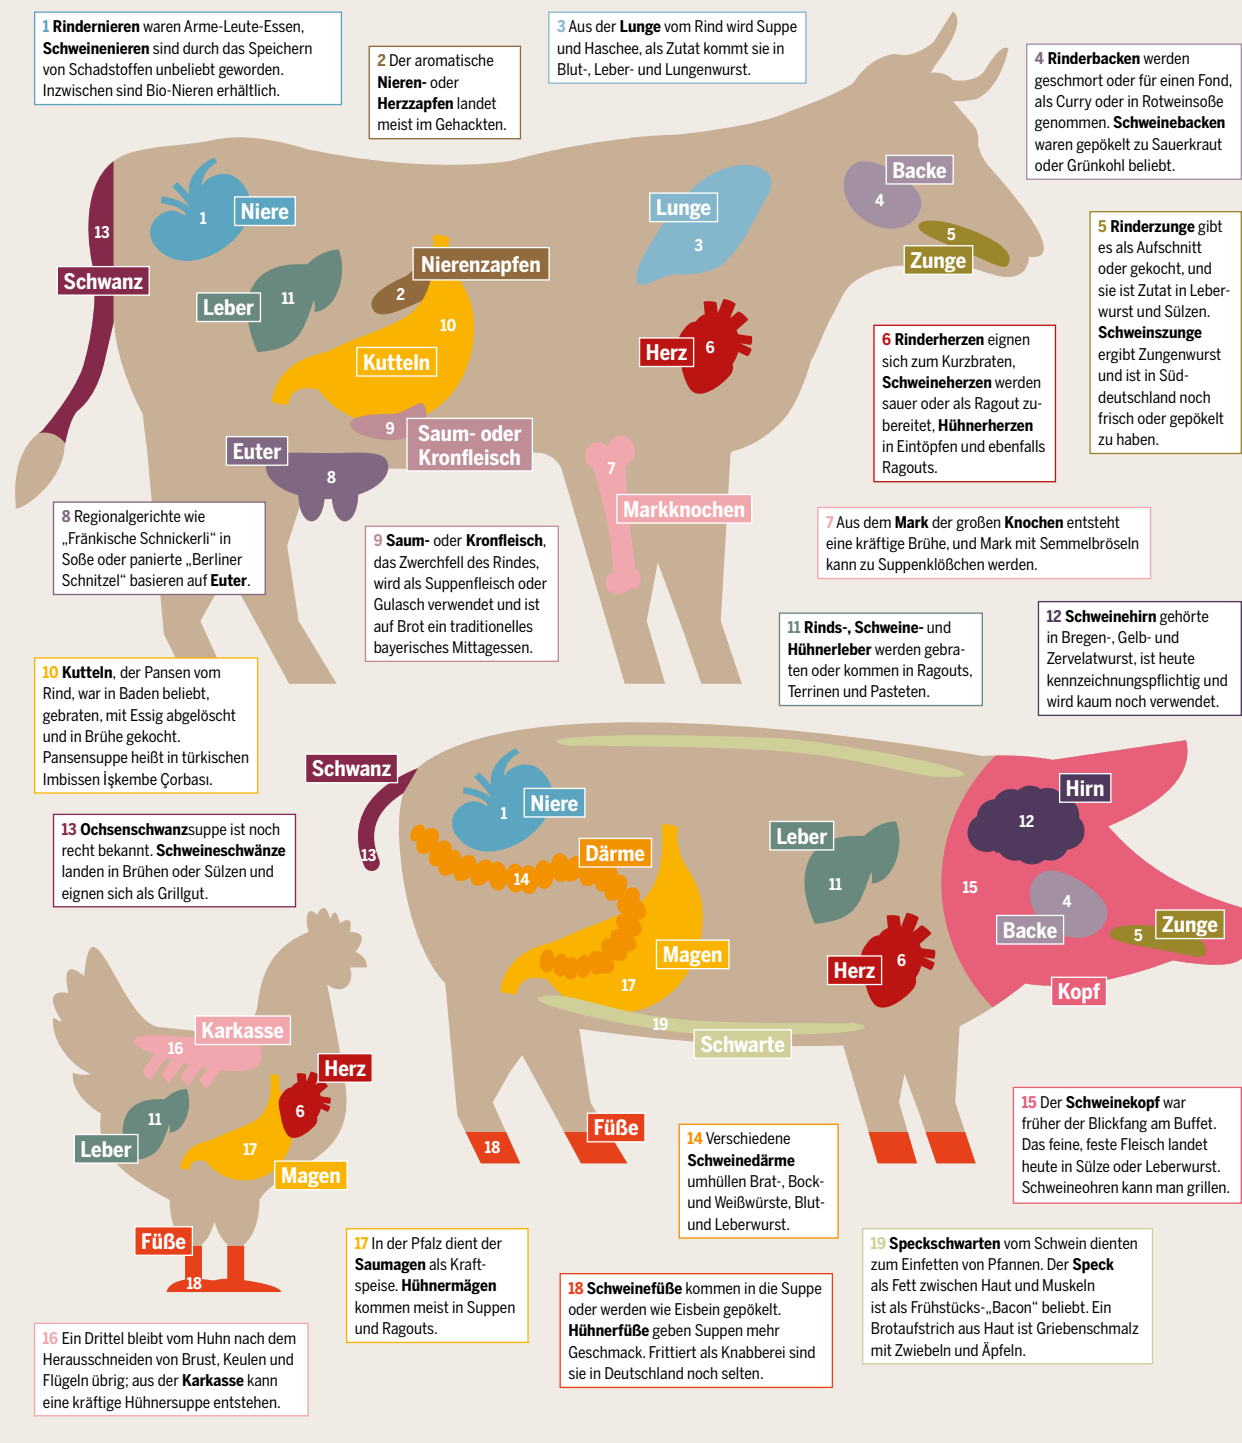 1 Rindernieren waren Arme-Leute-Essen,
Schweinenieren sind durch das Speichern
von Schadstoffen unbeliebt geworden.
Inzwischen sind Bio-Nieren erhältlich.
2 Der aromatische
Nieren- oder
Herzzapfen landet
meist im Gehackten.
3 Aus der Lunge vom Rind wird Suppe
und Haschee, als Zutat kommt sie in
Blut-, Leber- und Lungenwurst.
4 Rinderbacken werden
geschmort oder für einen Fond,
als Curry oder in Rotweinsoße
genommen. Schweinebacken
waren gepökelt zu Sauerkraut
oder Grünkohl beliebt.
13
Schwanz
1
Niere
Leber
11
Nierenzapfen
2
10
Kutteln
Lunge
3
Backe
4
5
Zunge
Herz
6
9
Saum- oder
Kronfleisch
Euter
8
7
Markknochen
5 Rinderzunge gibt
es als Aufschnitt
oder gekocht, und
sie ist Zutat in Leber-
wurst und Sülzen.
Schweinszunge
ergibt Zungenwurst
und ist in Süd-
deutschland noch
frisch oder gepökelt
zu haben.
6 Rinderherzen eignen
sich zum Kurzbraten,
Schweineherzen werden
sauer oder als Ragout zu-
bereitet, Hühnerherzen
in Eintöpfen und ebenfalls
Ragouts.
7 Aus dem Mark der großen Knochen entsteht
eine kräftige Brühe, und Mark mit Semmelbröseln
kann zu Suppenklößchen werden.
8 Regionalgerichte wie
„Fränkische Schnickerli“ in
Soße oder panierte „Berliner
Schnitzel“ basieren auf Euter.
9 Saum- oder Kronfleisch,
das Zwerchfell des Rindes,
wird als Suppenfleisch oder
Gulasch verwendet und ist
auf Brot ein traditionelles
bayerisches Mittagessen.
10 Kutteln, der Pansen vom
Rind, war in Baden beliebt,
gebraten, mit Essig abgelöscht
und in Brühe gekocht.
Pansensuppe heißt in türkischen
Imbissen İşkembe Çorbası.
11 Rinds-, Schweine- und
Hühnerleber werden gebra-
ten oder kommen in Ragouts,
Terrinen und Pasteten.
12 Schweinehirn gehörte
in Bregen-, Gelb- und
Zervelatwurst, ist heute
kennzeichnungspflichtig und
wird kaum noch verwendet.
13 Ochsenschwanzsuppe ist noch
recht bekannt. Schweineschwänze
landen in Brühen oder Sülzen und
eignen sich als Grillgut.
Schwanz
13
1
Niere
Därme
14
Magen
17
Leber
11
Herz
6
Hirn
12
15
4
Backe
5
Zunge
Kopf
19
Schwarte
18
Füße
Karkasse
16
Herz
6
11
Leber
17
Magen
Füße
18
14 Verschiedene
Schweinedärme
umhüllen Brat-, Bock-
und Weißwürste, Blut-
und Leberwurst.
15 Der Schweinekopf war
früher der Blickfang am Buffet.
Das feine, feste Fleisch landet
heute in Sülze oder Leberwurst.
Schweineohren kann man grillen.
16 Ein Drittel bleibt vom Huhn nach dem
Herausschneiden von Brust, Keulen und
Flügeln übrig; aus der Karkasse kann
eine kräftige Hühnersuppe entstehen.
17 In der Pfalz dient der
Saumagen als Kraft-
speise. Hühnermägen
kommen meist in Suppen
und Ragouts.
18 Schweinefüße kommen in die Suppe
oder werden wie Eisbein gepökelt.
Hühnerfüße geben Suppen mehr
Geschmack. Frittiert als Knabberei sind
sie in Deutschland noch selten.
19 Speckschwarten vom Schwein dienten
zum Einfetten von Pfannen. Der Speck
als Fett zwischen Haut und Muskeln
ist als Frühstücks-„Bacon“ beliebt. Ein
Brotaufstrich aus Haut ist Griebenschmalz
mit Zwiebeln und Äpfeln.